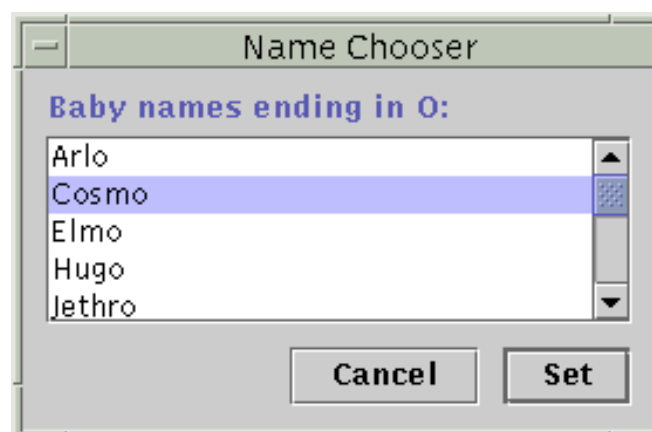 Name Chooser
Baby names ending in O:
Arlo
Cosmo
Elmo
Hugo
Jethro
Cancel Set